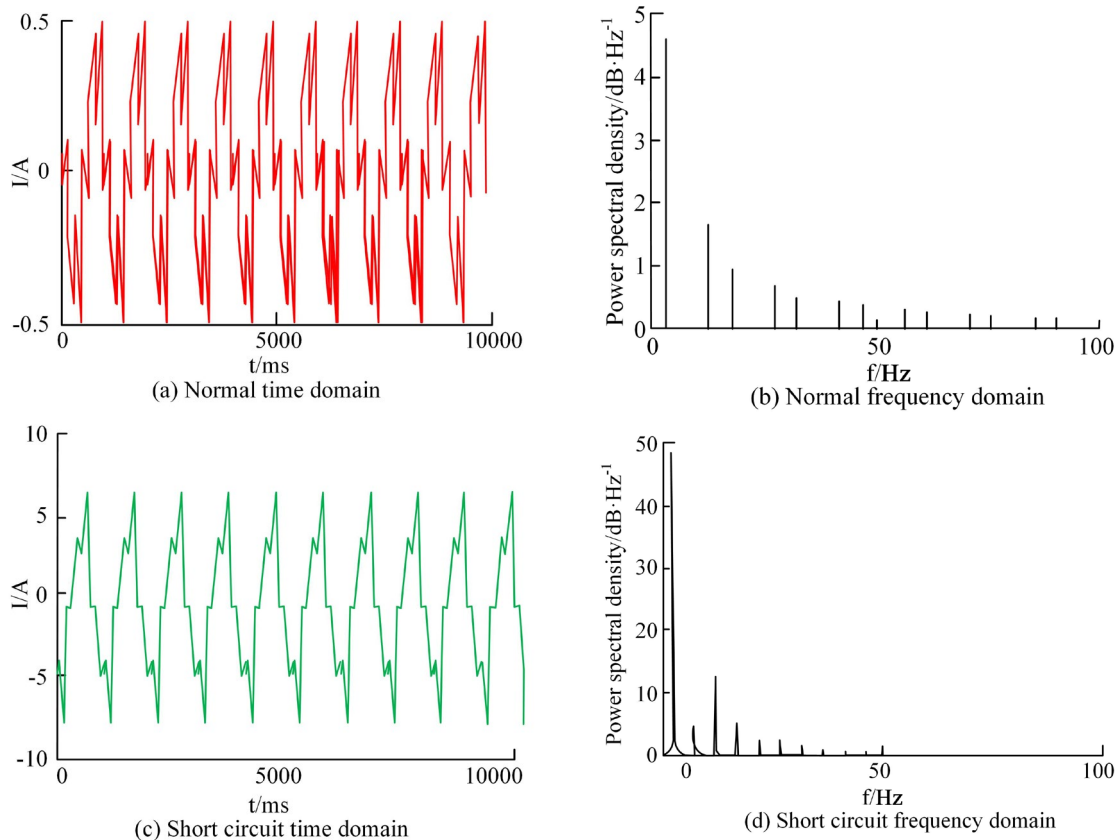 0.5
0
-0.5
I/A
0
5000
10000
t/ms
(a) Normal time domain
5
4
3
2
1
0
Power spectral density/dB·Hz⁻¹
0
50
100
f/Hz
(b) Normal frequency domain
10
5
0
-5
-10
I/A
0
5000
10000
t/ms
(c) Short circuit time domain
50
40
30
20
10
0
Power spectral density/dB·Hz⁻¹
0
50
100
f/Hz
(d) Short circuit frequency domain